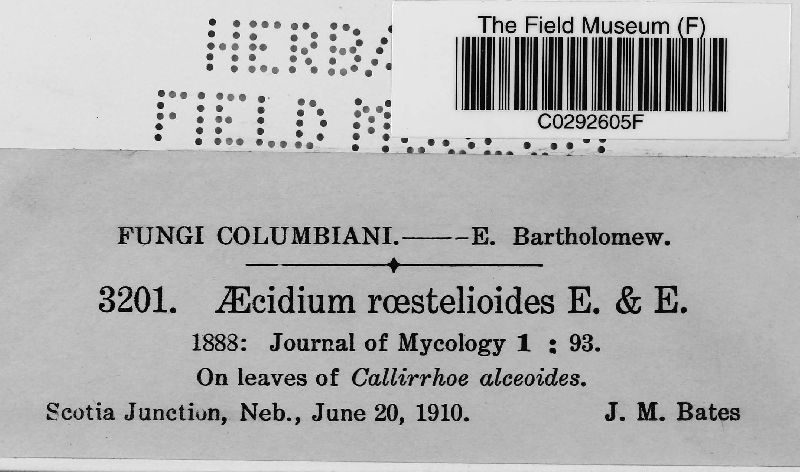 The Field Museum (F)
C0292605F
HERBA
FIELD M
FUNGI COLUMBIANI.——-E. Bartholomew.
3201. Æcidium rœstelioides E. & E.
1888: Journal of Mycology 1 : 93.
On leaves of Callirrhoe alceoides.
Scotia Junction, Neb., June 20, 1910. J. M. Bates